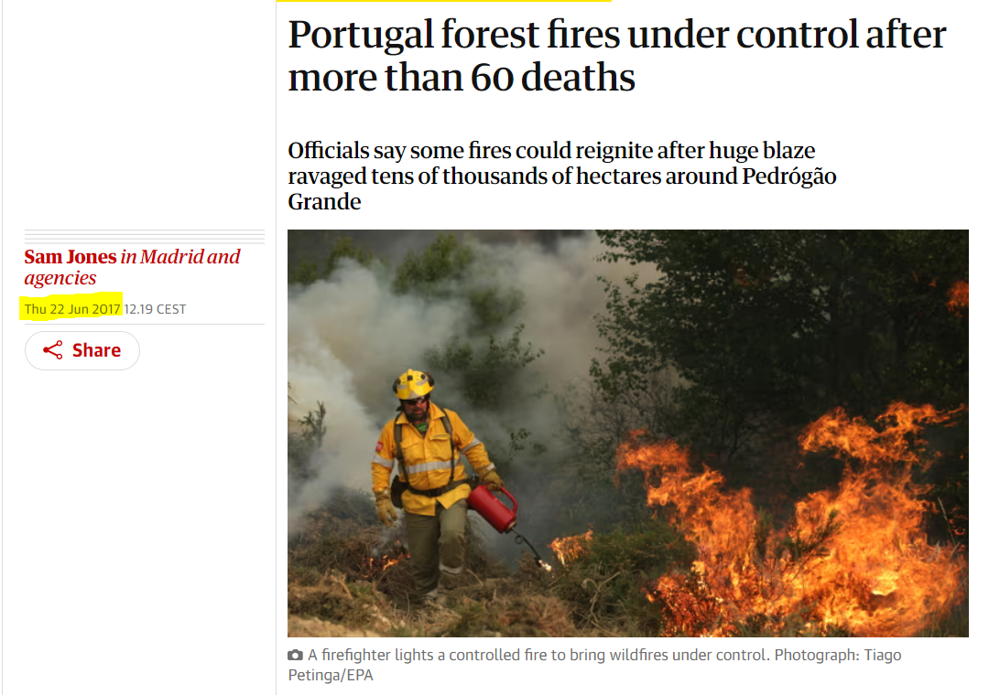 Portugal forest fires under control after
more than 60 deaths
Officials say some fires could reignite after huge blaze
ravaged tens of thousands of hectares around Pedrógão
Grande
Sam Jones in Madrid and
agencies
Thu 22 Jun 2017 12.19 CEST
Share
A firefighter lights a controlled fire to bring wildfires under control. Photograph: Tiago
Petinga/EPA